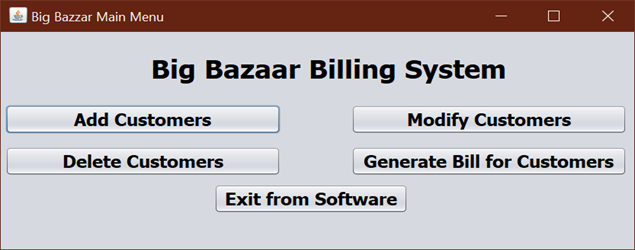 Big Bazzar Main Menu
Big Bazaar Billing System
Add Customers
Modify Customers
Delete Customers
Generate Bill for Customers
Exit from Software